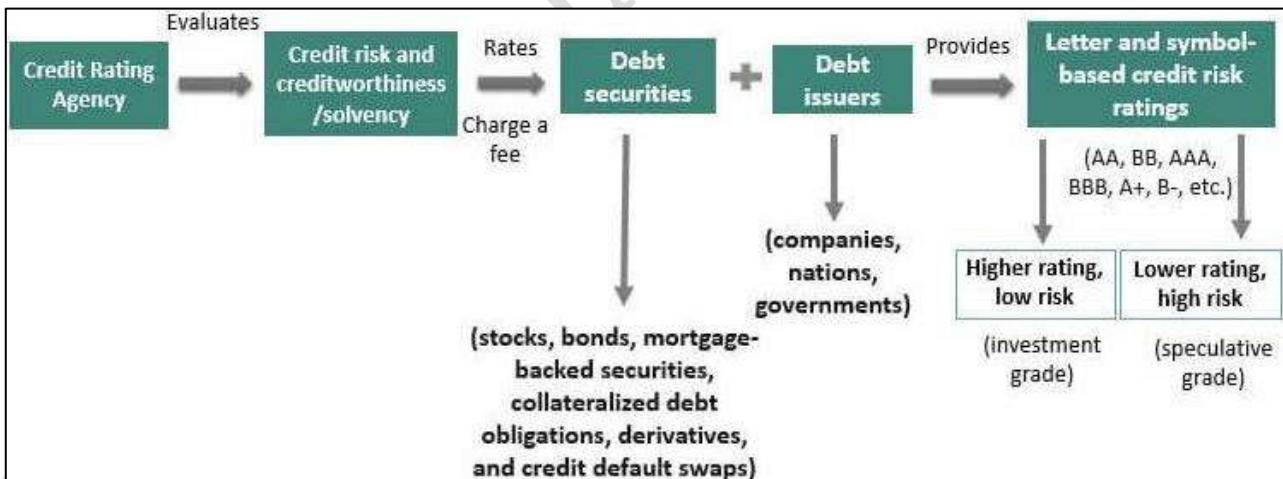 Evaluates
Credit Rating
Agency
Credit risk and
creditworthiness
/solvency
Rates
Charge a
fee
Debt
securities
Debt
issuers
Provides
Letter and symbol-
based credit risk
ratings
(AA, BB, AAA,
BBB, A+, B-, etc.)
(companies,
nations,
governments)
Higher rating,
low risk
Lower rating,
high risk
(investment
grade)
(speculative
grade)
(stocks, bonds, mortgage-
backed securities,
collateralized debt
obligations, derivatives,
and credit default swaps)